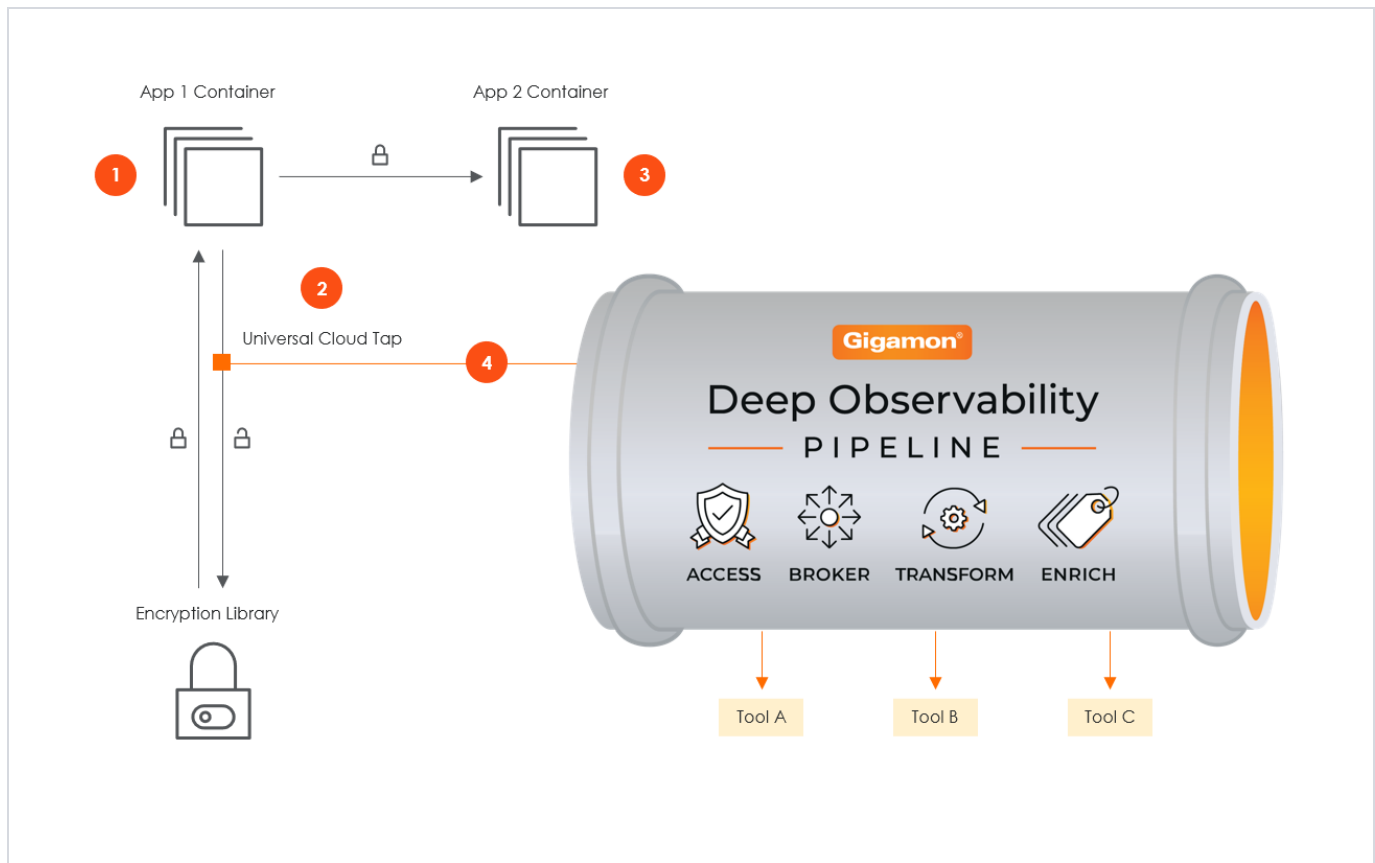 App 1 Container
App 2 Container
1
3
2
Universal Cloud Tap
4
Gigamon®
Deep Observability
PIPELINE
ACCESS
BROKER
TRANSFORM
ENRICH
Encryption Library
Tool A
Tool B
Tool C